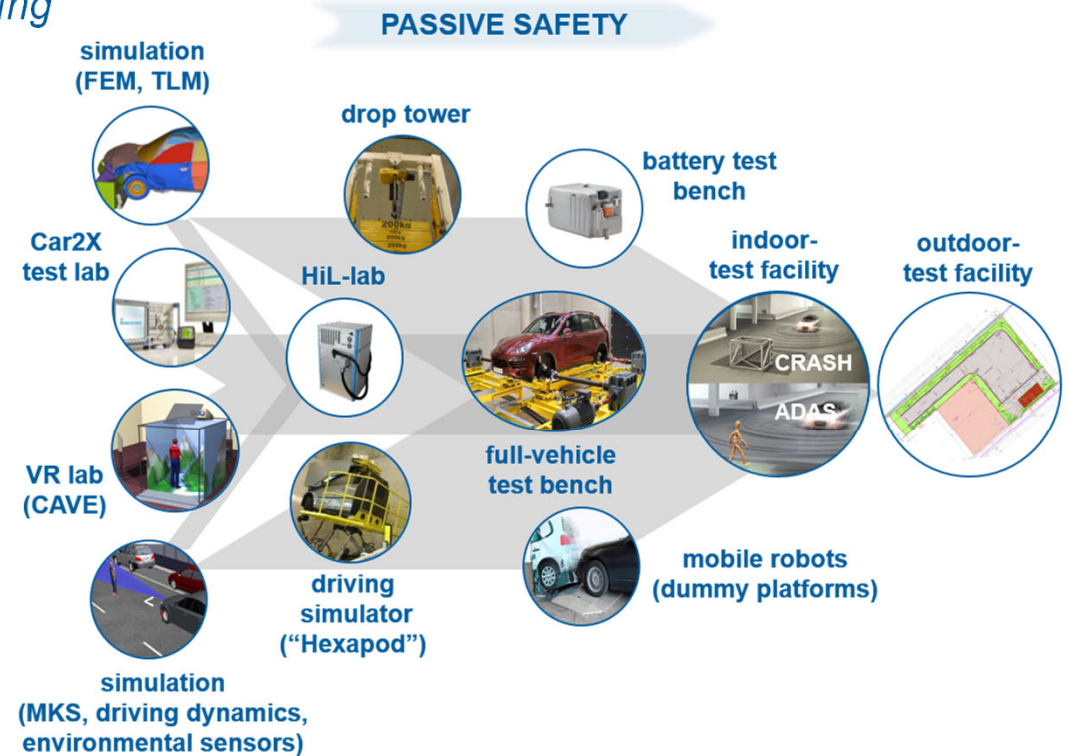 ing
PASSIVE SAFETY
simulation
(FEM, TLM)
drop tower
200kg
battery test
bench
Car2X
test lab
HiL-lab
indoor-
test facility
outdoor-
test facility
CRASH
ADAS
VR lab
(CAVE)
full-vehicle
test bench
driving
simulator
(“Hexapod”)
mobile robots
(dummy platforms)
simulation
(MKS, driving dynamics,
environmental sensors)